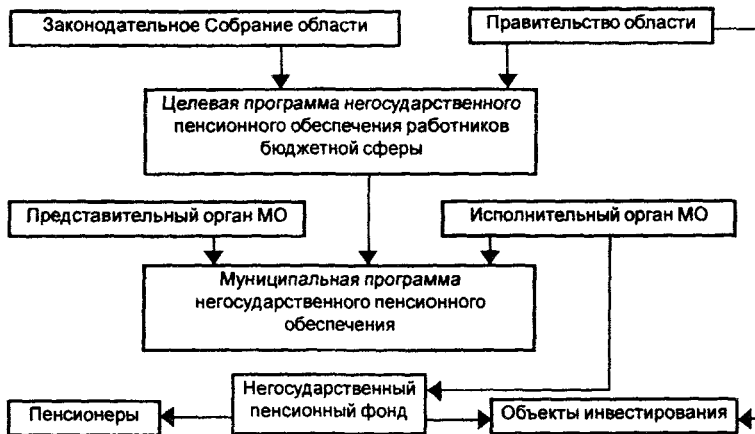 Законодательное Собрание области
Правительство области
Целевая программа негосударственного
пенсионного обеспечения работников
бюджетной сферы
Представительный орган МО
Исполнительный орган МО
Муниципальная программа
негосударственного пенсионного
обеспечения
Негосударственный
пенсионный фонд
Пенсионеры
Объекты инвестирования